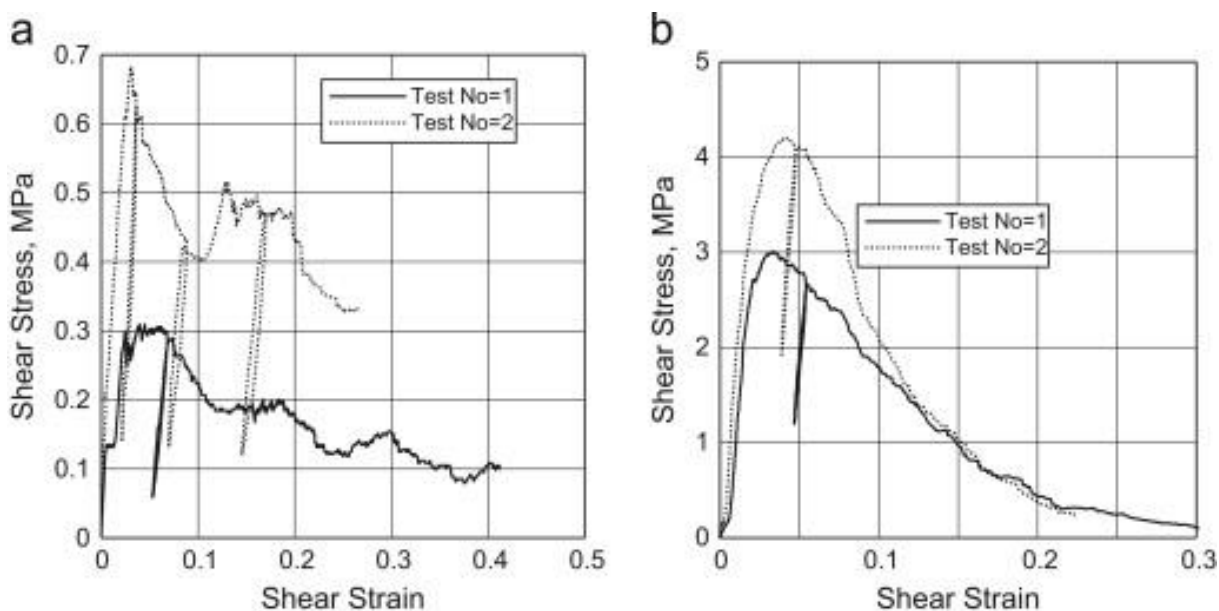 a
0.7
0.6
0.5
0.4
0.3
0.2
0.1
0
Shear Stress, MPa
Test No=1
Test No=2
0 0.1 0.2 0.3 0.4 0.5
Shear Strain
b
5
4
3
2
1
0
Shear Stress, MPa
Test No=1
Test No=2
0 0.1 0.2 0.3
Shear Strain